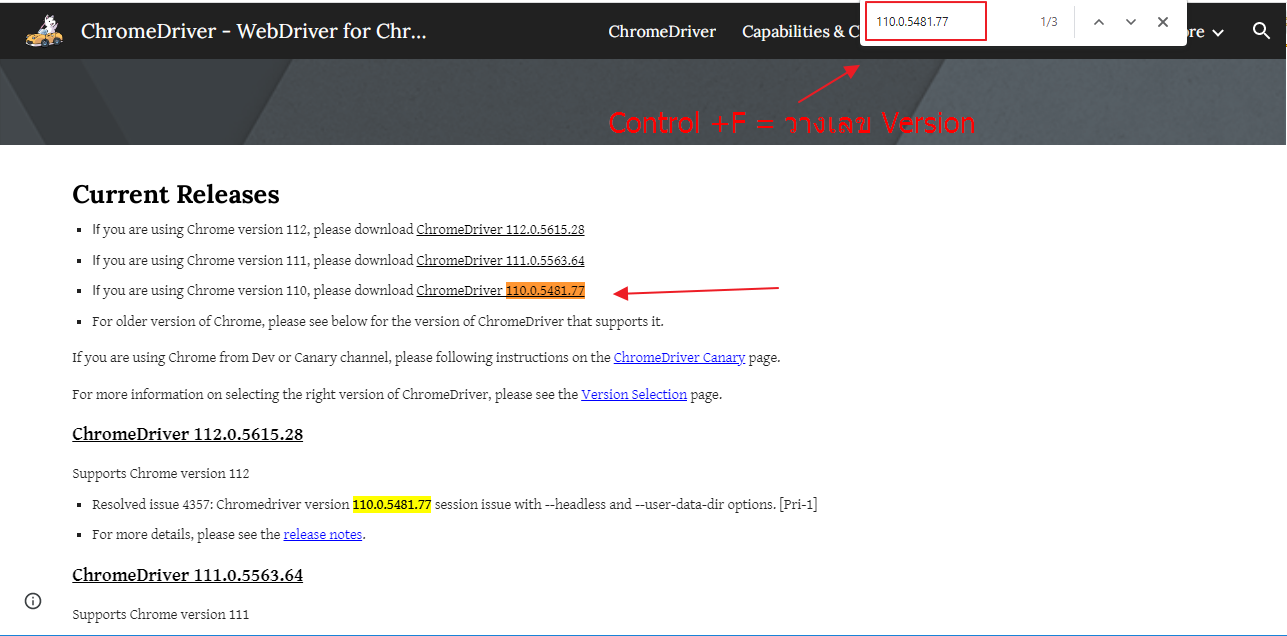 ChromeDriver - WebDriver for Chr...
ChromeDriver
Capabilities & C
110.0.5481.77
1/3
re
Control +F = วางเลข Version
Current Releases
If you are using Chrome version 112, please download ChromeDriver 112.0.5615.28
If you are using Chrome version 111, please download ChromeDriver 111.0.5563.64
If you are using Chrome version 110, please download ChromeDriver 110.0.5481.77
For older version of Chrome, please see below for the version of ChromeDriver that supports it.
If you are using Chrome from Dev or Canary channel, please following instructions on the ChromeDriver Canary page.
For more information on selecting the right version of ChromeDriver, please see the Version Selection page.
ChromeDriver 112.0.5615.28
Supports Chrome version 112
Resolved issue 4357: Chromedriver version 110.0.5481.77 session issue with --headless and --user-data-dir options. [Pri-1]
For more details, please see the release notes.
ChromeDriver 111.0.5563.64
Supports Chrome version 111